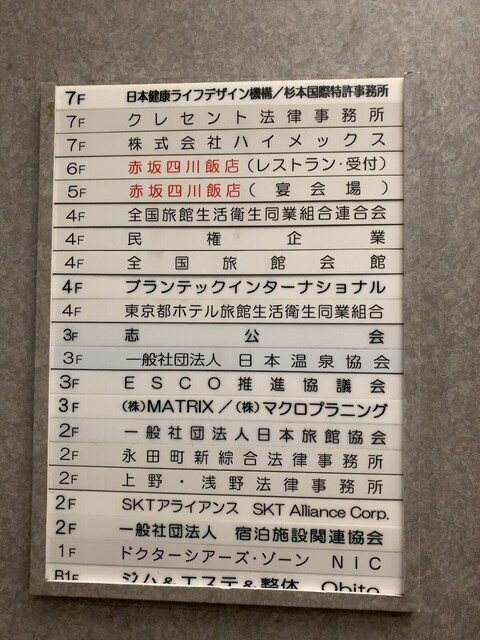 7F 日本健康ライフデザイン機構／杉本国際特許事務所
7F クレセント法律事務所
7F 株式会社ハイメックス
6F 赤坂四川飯店(レストラン・受付)
5F 赤坂四川飯店(宴会場)
4F 全国旅館生活衛生同業組合連合会
4F 民権企業
4F 全国旅館会館
4F プランテックインターナショナル
4F 東京都ホテル旅館生活衛生同業組合
3F 志公会
3F 一般社団法人 日本温泉協会
3F ESCO推進協議会
3F (株)MATRIX／(株)マクロプラニング
2F 一般社団法人日本旅館協会
2F 永田町新綜合法律事務所
2F 上野・浅野法律事務所
2F SKTアライアンス SKT Alliance Corp.
2F 一般社団法人 宿泊施設関連協会
1F ドクターシアーズ・ゾーン NIC
B1F ジム&エステ&整体 Ohito